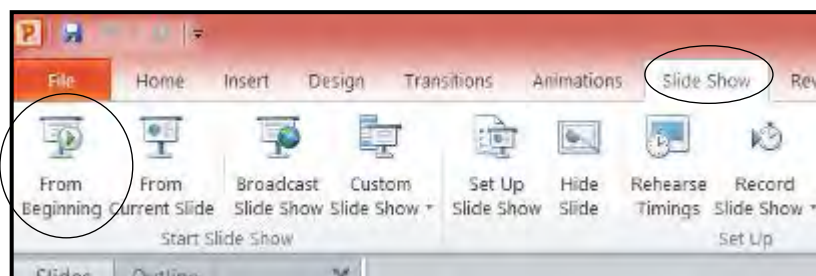 P
File Home Insert Design Transitions Animations Slide Show Rev
From Beginning From Current Slide Broadcast Slide Show Custom Slide Show Set Up Slide Show Hide Slide Rehearse Timings Record Slide Show
Start Slide Show Set Up
Slides Outline